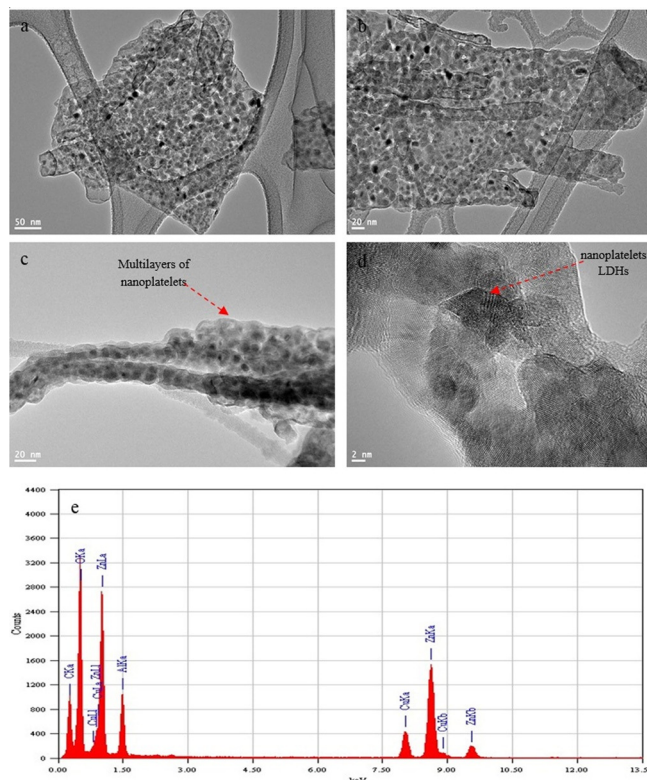 a
50 nm
b
20 nm
c
Multilayers of
nanoplatelets
20 nm
d
nanoplatelets
LDHs
2 nm
e
4400
4000
3600
3200
2800
2400
2000
1600
1200
800
400
0
Counts
CKa
OKa
CuLl
CuLa
ZnLl
ZnLa
AlKa
CuKa
ZnKa
CuKb
ZnKb
0.00
1.50
3.00
4.50
6.00
7.50
9.00
10.50
12.00
13.5
keV